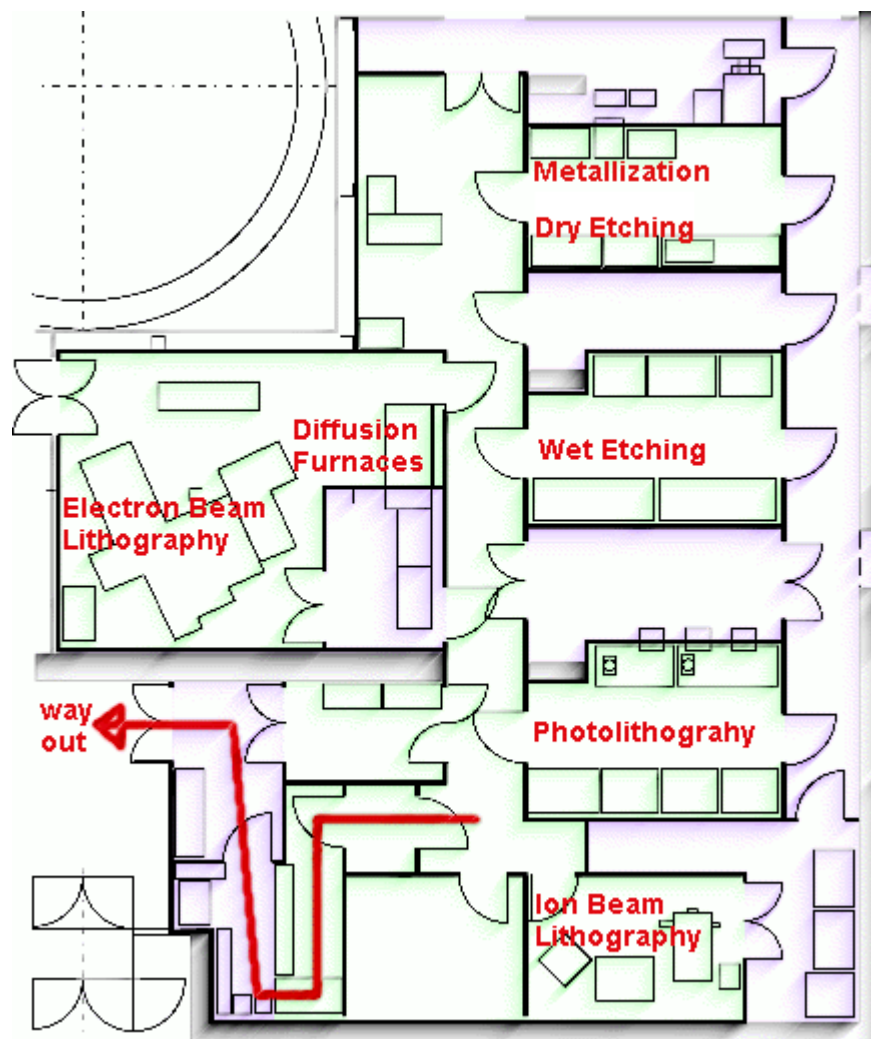 Metallization
Dry Etching
Diffusion
Furnaces
Wet Etching
Electron Beam
Lithography
way
out
Photolithograhy
Ion Beam
Lithography